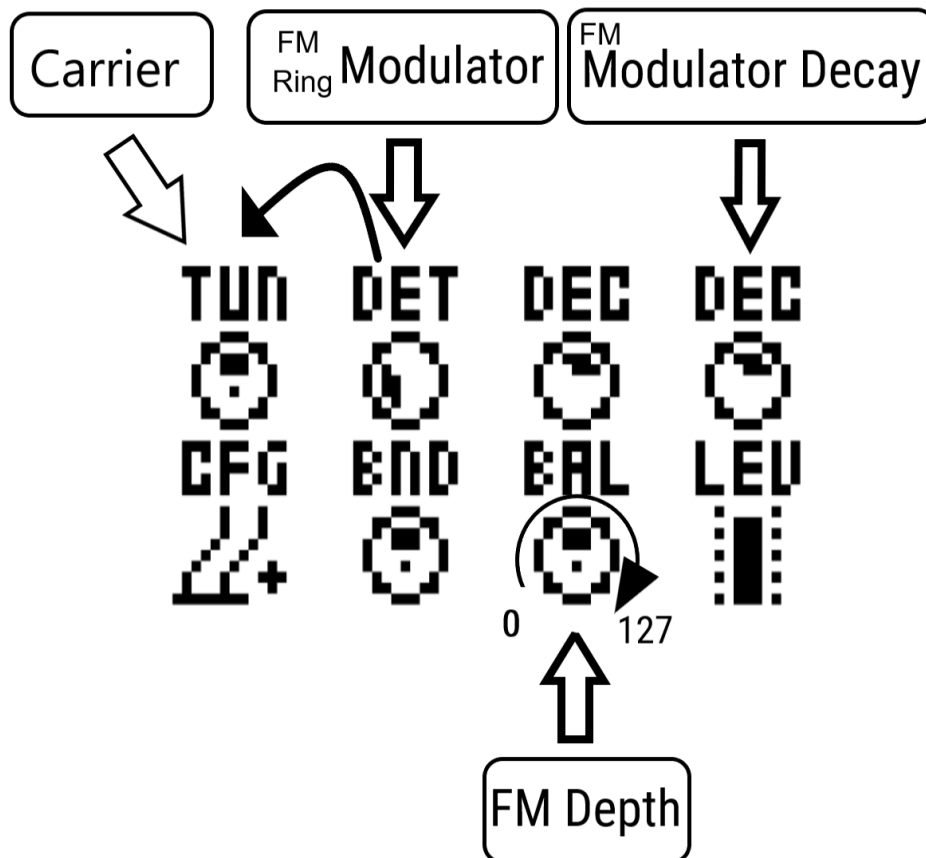 Carrier
FM
Ring Modulator
FM
Modulator Decay
TUN DET DEC DEC
CFG BND BAL LEV
0 127
FM Depth